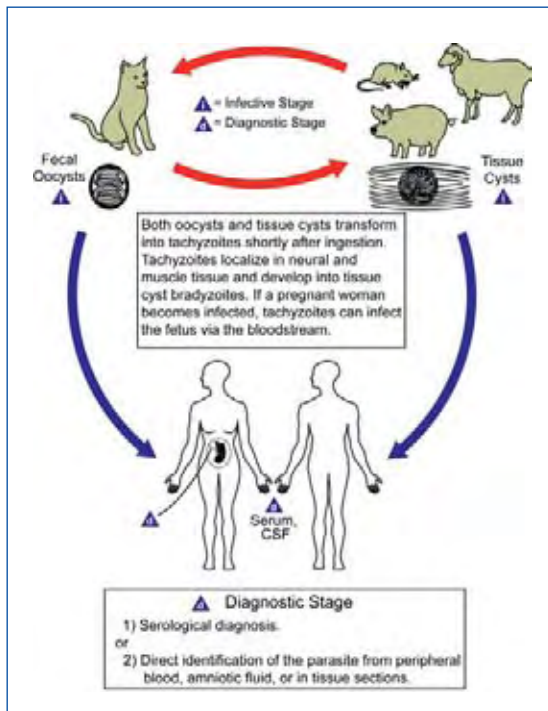 i = Infective Stage
d = Diagnostic Stage
Fecal
Oocysts
i
Tissue
Cysts
i
Both oocysts and tissue cysts transform
into tachyzoites shortly after ingestion.
Tachyzoites localize in neural and
muscle tissue and develop into tissue
cyst bradyzoites. If a pregnant woman
becomes infected, tachyzoites can infect
the fetus via the bloodstream.
d
d
Serum,
CSF
d Diagnostic Stage
1) Serological diagnosis.
or
2) Direct identification of the parasite from peripheral
blood, amniotic fluid, or in tissue sections.